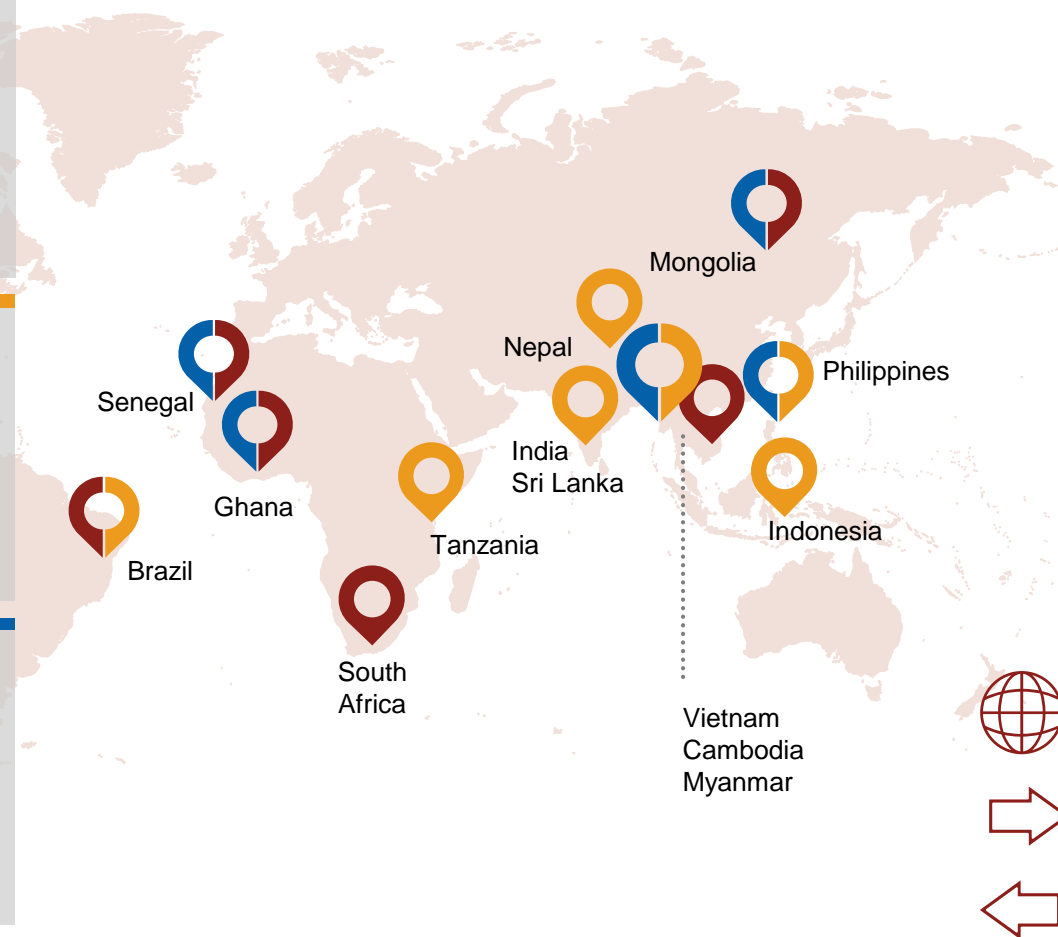 Mongolia
Nepal
Philippines
Senegal
India
Sri Lanka
Ghana
Indonesia
Tanzania
Brazil
South
Africa
Vietnam
Cambodia
Myanmar